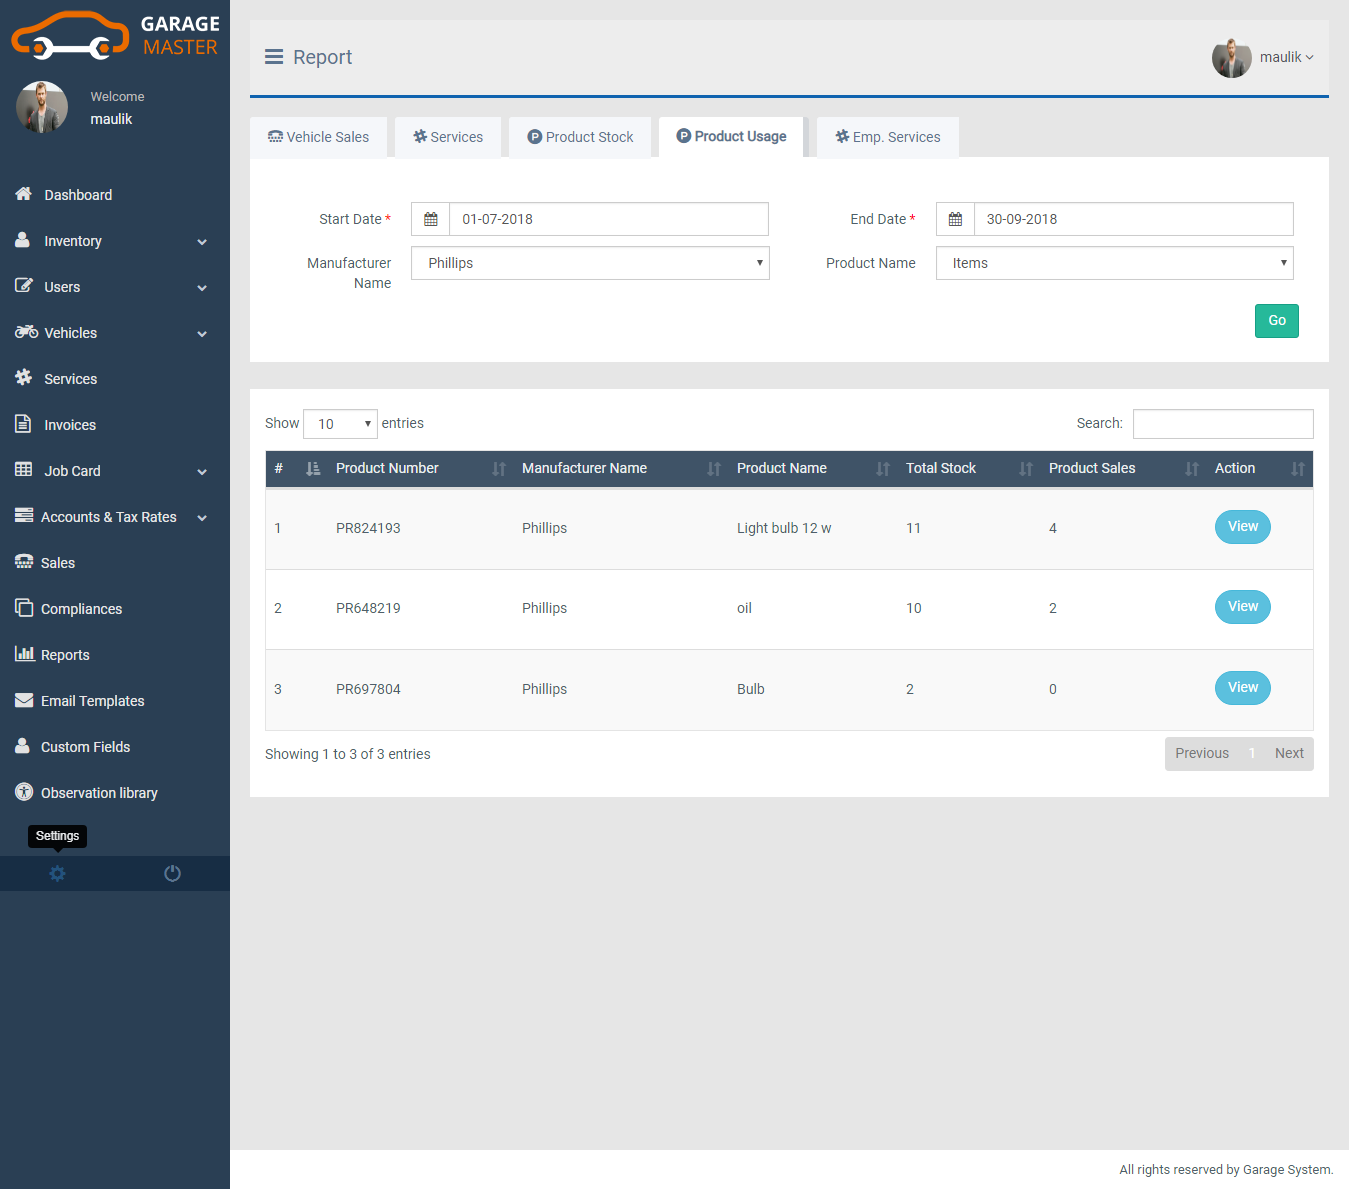 GARAGE
MASTER
Welcome
maulik
Dashboard
Inventory
Users
Vehicles
Services
Invoices
Job Card
Accounts & Tax Rates
Sales
Compliances
Reports
Email Templates
Custom Fields
Observation library
Settings
Report
maulik
Vehicle Sales
Services
P Product Stock
P Product Usage
Emp. Services
Start Date *
01-07-2018
End Date *
30-09-2018
Manufacturer
Name
Phillips
Product Name
Items
Go
Show 10 entries
Search:
# Product Number Manufacturer Name Product Name Total Stock Product Sales Action
1 PR824193 Phillips Light bulb 12 w 11 4 View
2 PR648219 Phillips oil 10 2 View
3 PR697804 Phillips Bulb 2 0 View
Showing 1 to 3 of 3 entries
Previous 1 Next
All rights reserved by Garage System.